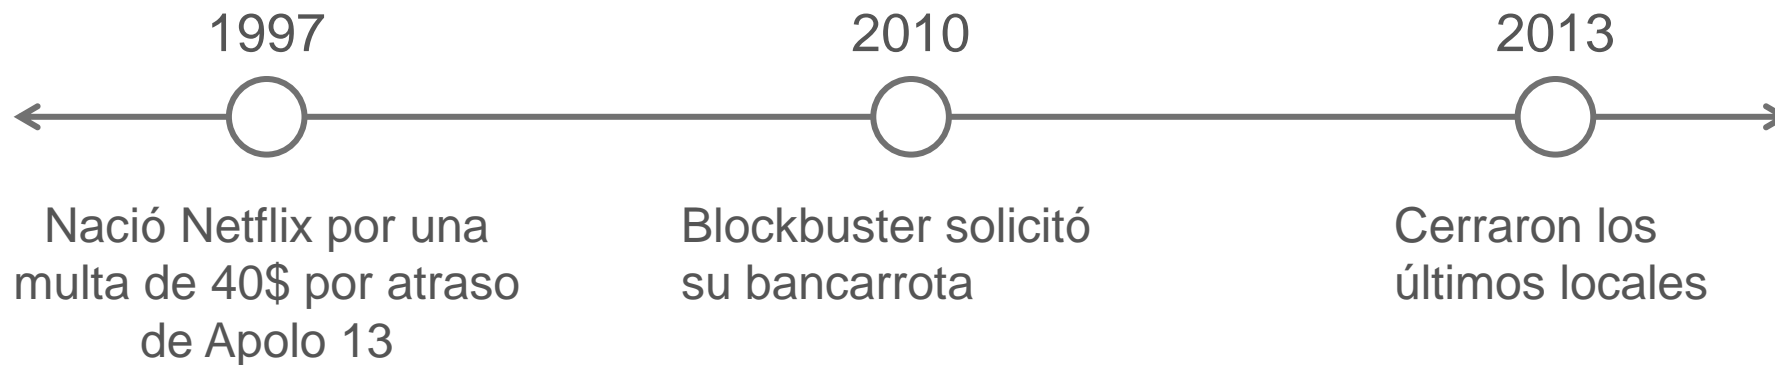 1997
Nació Netflix por una
multa de 40$ por atraso
de Apolo 13
2010
Blockbuster solicitó
su bancarrota
2013
Cerraron los
últimos locales